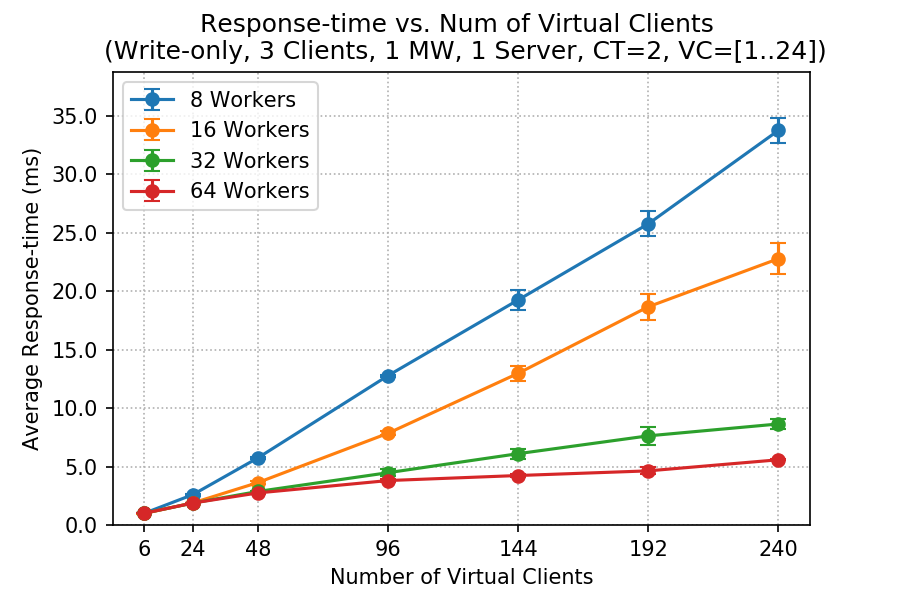 Response-time vs. Num of Virtual Clients
(Write-only, 3 Clients, 1 MW, 1 Server, CT=2, VC=[1..24])
8 Workers
16 Workers
32 Workers
64 Workers
Average Response-time (ms)
35.0
30.0
25.0
20.0
15.0
10.0
5.0
0.0
6 24 48 96 144 192 240
Number of Virtual Clients